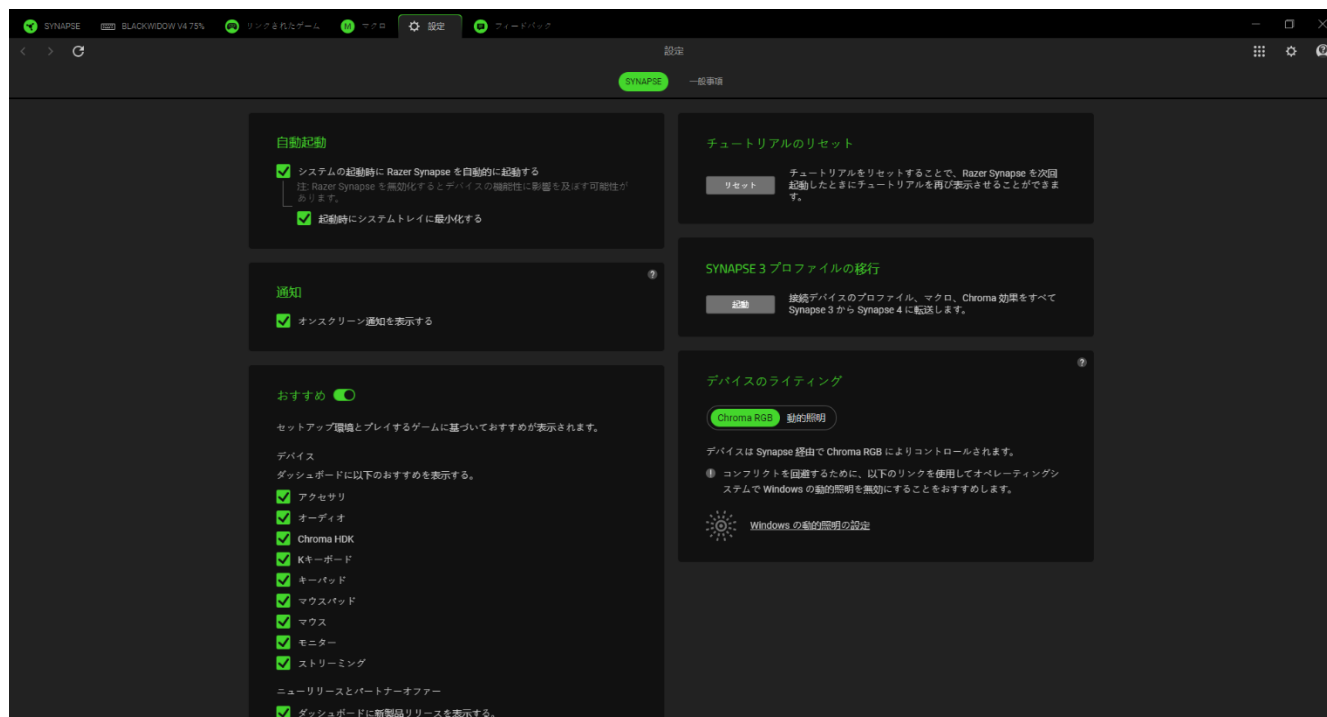 SYNAPSE BLACKWIDOW V4 75% リンクされたゲーム マクロ 設定 フィードバック
設定
SYNAPSE 一般事項
自動起動
システムの起動時に Razer Synapse を自動的に起動する
注: Razer Synapse を無効化するとデバイスの機能性に影響を及ぼす可能性が
あります。
起動時にシステムトレイに最小化する
通知
オンスクリーン通知を表示する
おすすめ
セットアップ環境とプレイするゲームに基づいておすすめが表示されます。
デバイス
ダッシュボードに以下のおすすめを表示する。
アクセサリ
オーディオ
Chroma HDK
Kキーボード
キーパッド
マウスパッド
マウス
モニター
ストリーミング
ニューリリースとパートナーオファー
ダッシュボードに新製品リリースを表示する。
チュートリアルのリセット
リセット
チュートリアルをリセットすることで、Razer Synapse を次回
起動したときにチュートリアルを再び表示させることができま
す。
SYNAPSE 3 プロファイルの移行
起動
接続デバイスのプロファイル、マクロ、Chroma 効果をすべて
Synapse 3 から Synapse 4 に転送します。
デバイスのライティング
Chroma RGB 動的照明
デバイスは Synapse 経由で Chroma RGB によりコントロールされます。
コンフリクトを回避するために、以下のリンクを使用してオペレーティングシ
ステムで Windows の動的照明を無効にすることをおすすめします。
Windows の動的照明の設定